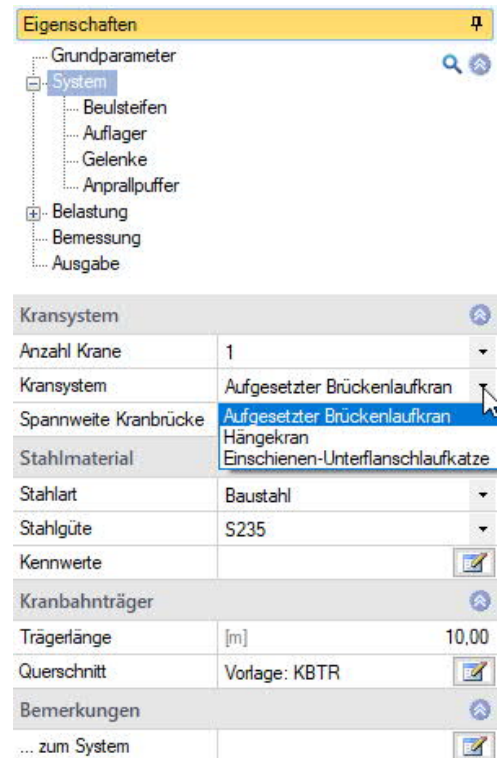 Eigenschaften
Grundparameter
System
Beulsteifen
Auflager
Gelenke
Anprallpuffer
Belastung
Bemessung
Ausgabe
Kransystem
Anzahl Krane 1
Kransystem Aufgesetzter Brückenlaufkran
Spannweite Kranbrücke Aufgesetzter Brückenlaufkran
Hängekran
Stahlmaterial Einschienen-Unterflanschlaufkatze
Stahlart Baustahl
Stahlgüte S235
Kennwerte
Kranbahnträger
Trägerlänge [m] 10,00
Querschnitt Vorlage: KBTR
Bemerkungen
... zum System